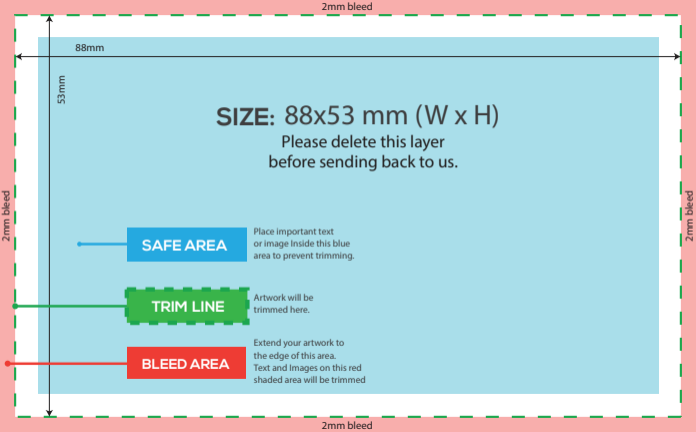 2mm bleed
88mm
53mm
SIZE: 88x53 mm (W x H)
Please delete this layer
before sending back to us.
2mm bleed
2mm bleed
SAFE AREA
Place important text
or image Inside this blue
area to prevent trimming.
TRIM LINE
Artwork will be
trimmed here.
BLEED AREA
Extend your artwork to
the edge of this area.
Text and Images on this red
shaded area will be trimmed
2mm bleed